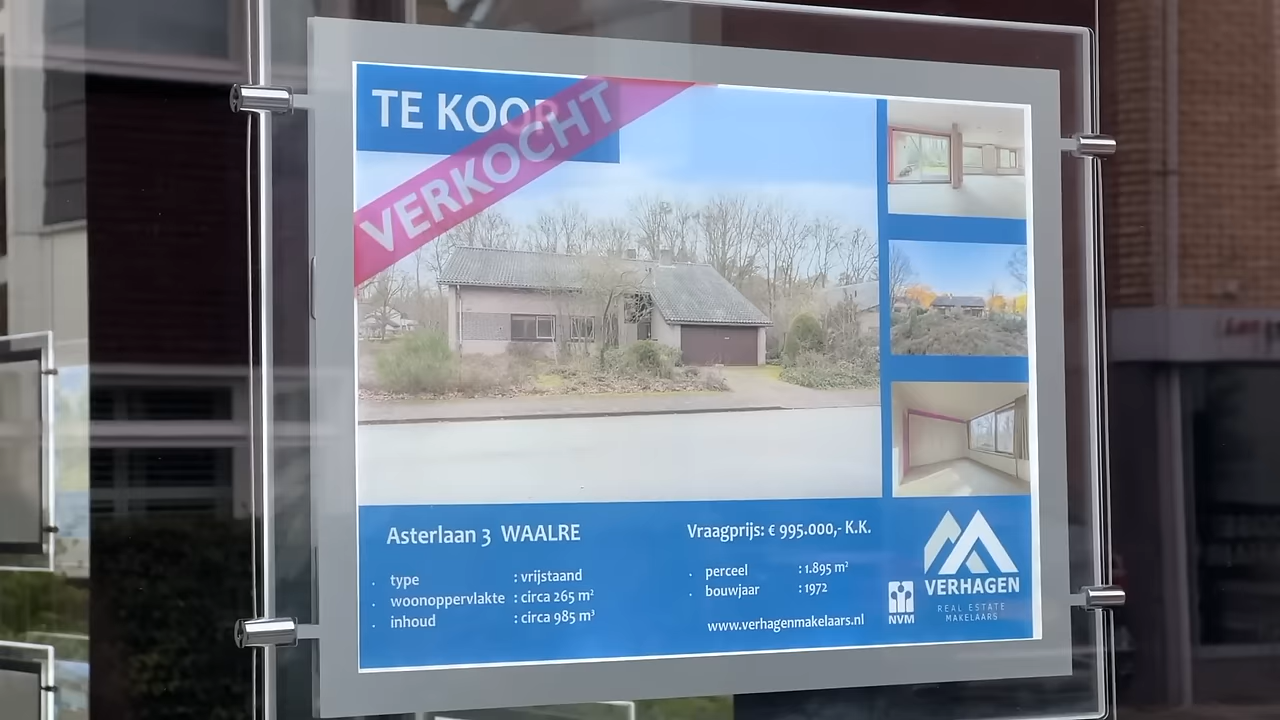 TE KOOP
VERKOCHT
Asterlaan 3 WAALRE
. type : vrijstaand
. woonoppervlakte : circa 265 m²
. inhoud : circa 985 m³
Vraagprijs: € 995.000,- K.K.
. perceel : 1.895 m²
. bouwjaar : 1972
www.verhagenmakelaars.nl
NVM
VERHAGEN
REAL ESTATE
MAKELAARS